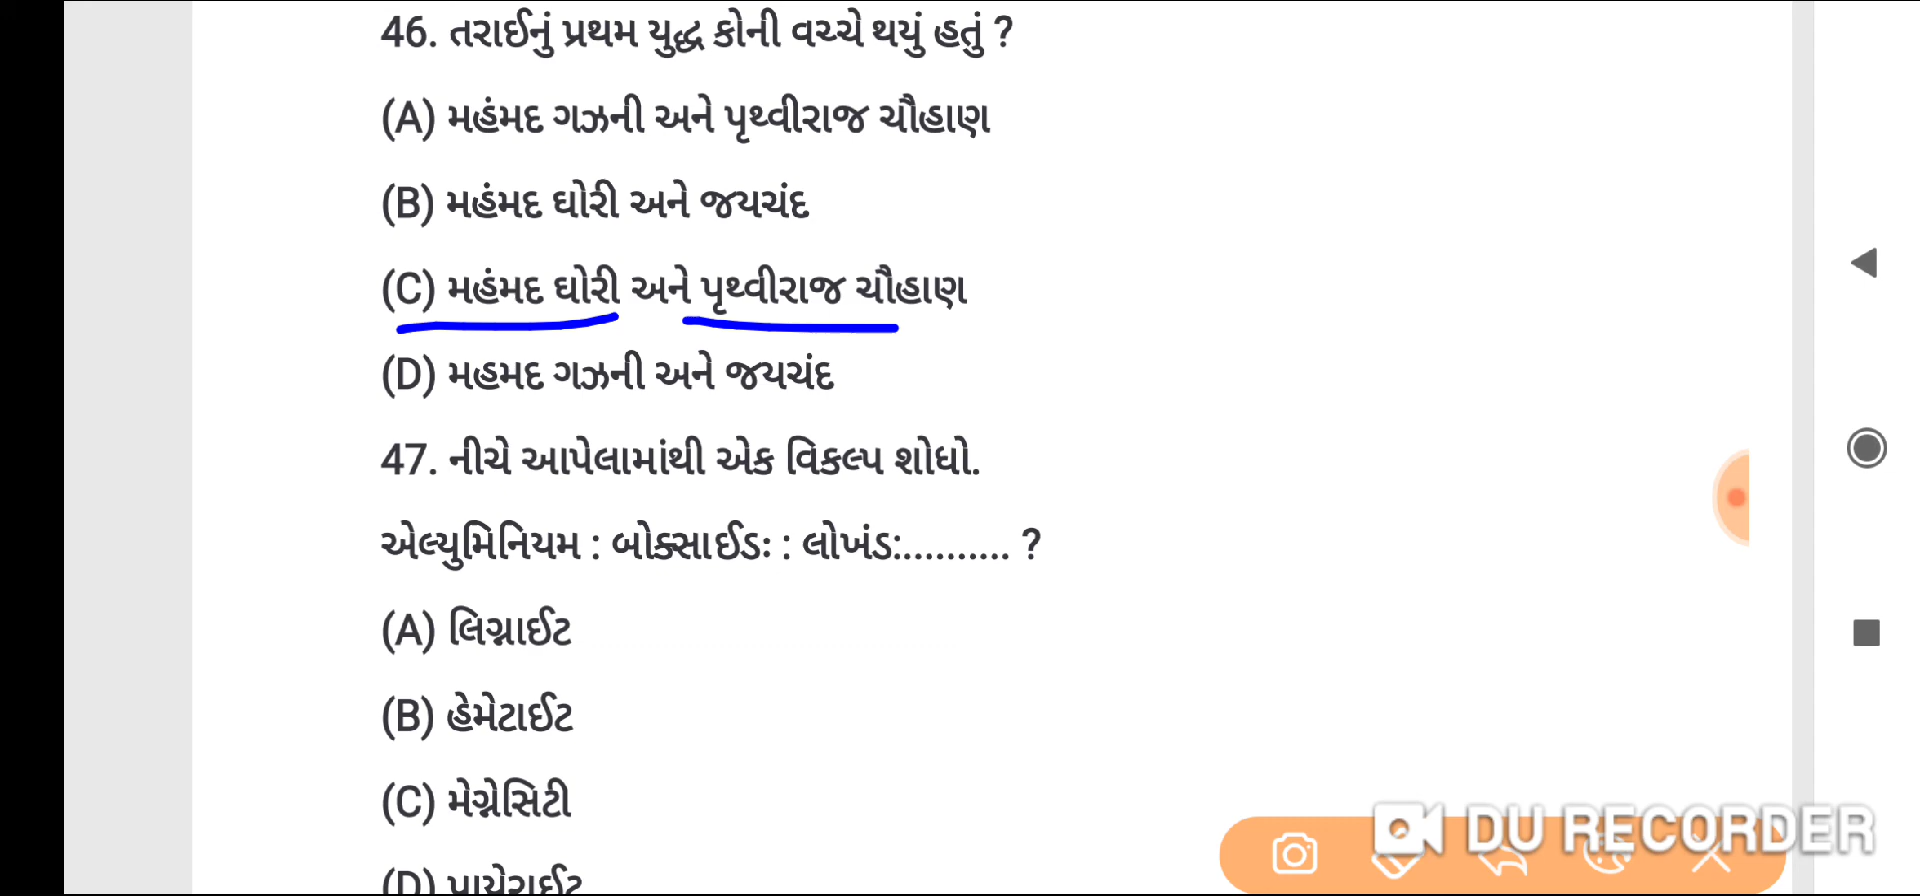 46. તરાઈનું પ્રથમ યુદ્ધ કોની વચ્ચે થયું હતું ?
(A) મહંમદ ગઝની અને પૃથ્વીરાજ ચૌહાણ
(B) મહંમદ ઘોરી અને જયચંદ
(C) મહંમદ ઘોરી અને પૃથ્વીરાજ ચૌહાણ
(D) મહમદ ગઝની અને જયચંદ
47. નીચે આપેલામાંથી એક વિકલ્પ શોધો.
એલ્યુમિનિયમ : બોક્સાઈડઃ : લોખંડ:.......... ?
(A) લિગ્નાઈટ
(B) હેમેટાઈટ
(C) મેગ્નેસિટી
(D) પાયેરાઈટ
DU RECORDER